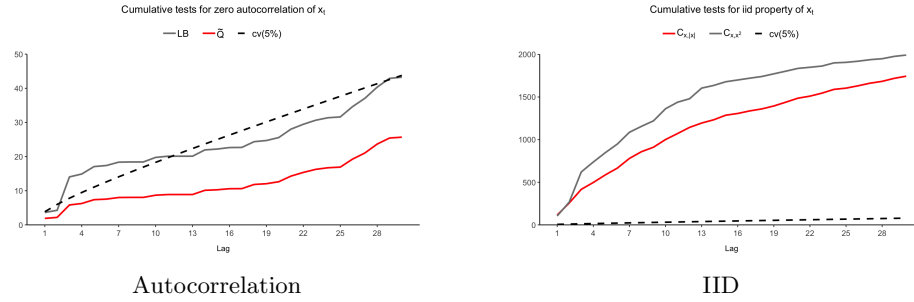 Cumulative tests for zero autocorrelation of xt
LB Q̃ cv(5%)
50
40
30
20
10
0
1 4 7 10 13 16 19 22 25 28
Lag
Autocorrelation
Cumulative tests for iid property of xt
Cx,|x| Cx,x² cv(5%)
2000
1500
1000
500
0
1 4 7 10 13 16 19 22 25 28
Lag
IID